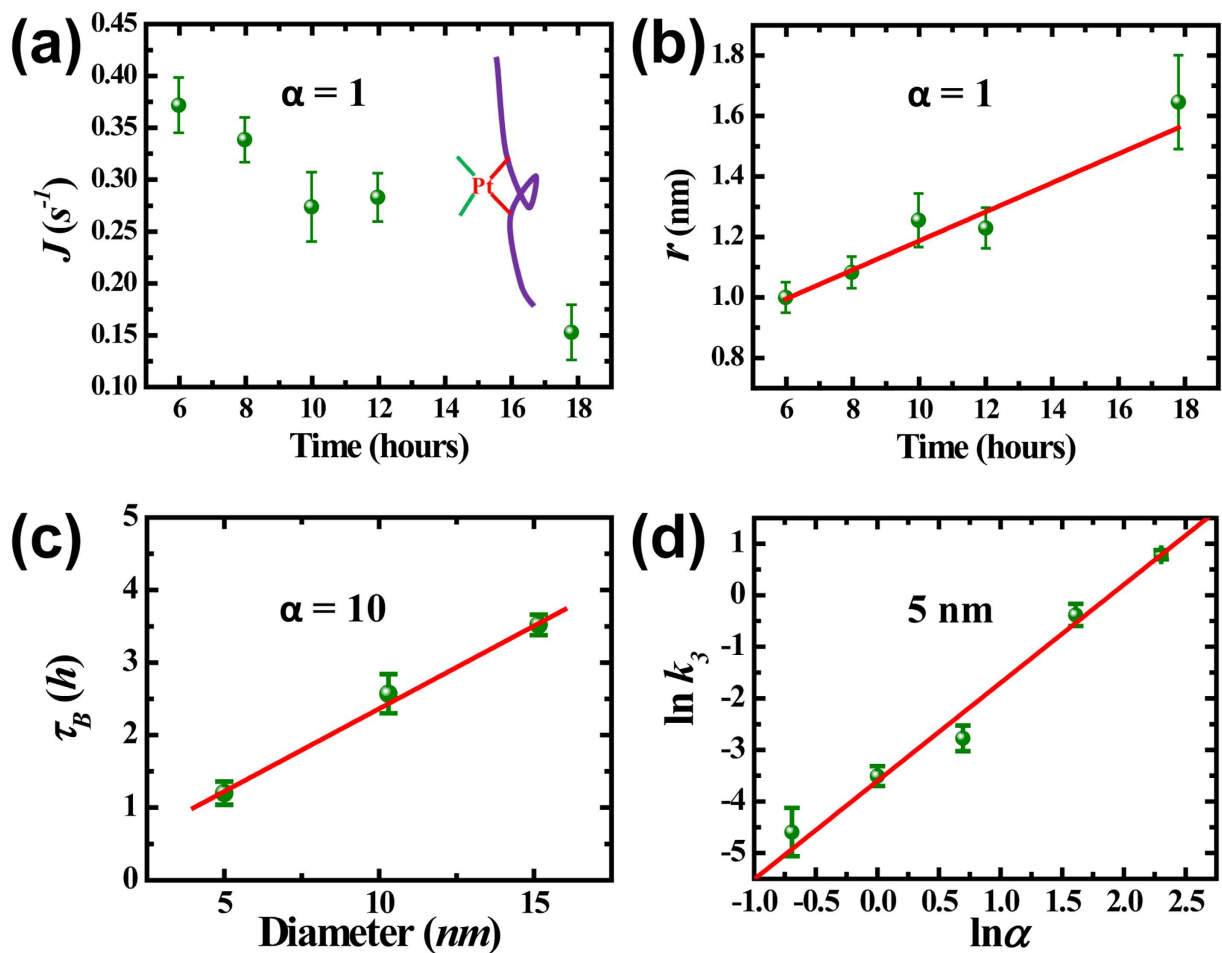 (a)
α = 1
Pt
J (s⁻¹)
0.45
0.40
0.35
0.30
0.25
0.20
0.15
0.10
6 8 10 12 14 16 18
Time (hours)
(b)
α = 1
r (nm)
1.8
1.6
1.4
1.2
1.0
0.8
6 8 10 12 14 16 18
Time (hours)
(c)
α = 10
τB (h)
5
4
3
2
1
0
5 10 15
Diameter (nm)
(d)
5 nm
ln k3
1
0
-1
-2
-3
-4
-5
-1.0 -0.5 0.0 0.5 1.0 1.5 2.0 2.5
lnα